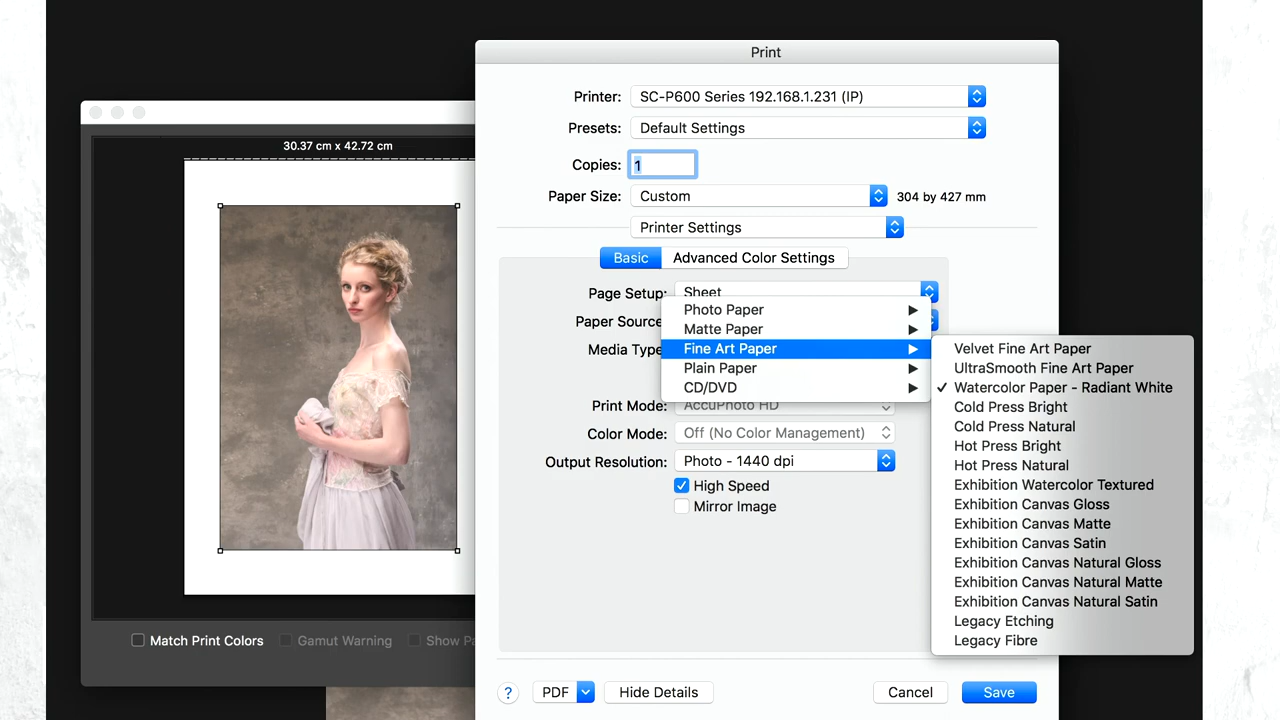 Print
30.37 cm x 42.72 cm
Printer: SC-P600 Series 192.168.1.231 (IP)
Presets: Default Settings
Copies: 1
Paper Size: Custom 304 by 427 mm
Printer Settings
Basic Advanced Color Settings
Page Setup: Sheet
Paper Source
Media Type
Photo Paper
Matte Paper
Fine Art Paper
Plain Paper
CD/DVD
Velvet Fine Art Paper
UltraSmooth Fine Art Paper
Watercolor Paper - Radiant White
Cold Press Bright
Cold Press Natural
Hot Press Bright
Hot Press Natural
Exhibition Watercolor Textured
Exhibition Canvas Gloss
Exhibition Canvas Matte
Exhibition Canvas Satin
Exhibition Canvas Natural Gloss
Exhibition Canvas Natural Matte
Exhibition Canvas Natural Satin
Legacy Etching
Legacy Fibre
Print Mode: AccuPhoto HD
Color Mode: Off (No Color Management)
Output Resolution: Photo - 1440 dpi
High Speed
Mirror Image
Match Print Colors Gamut Warning Show
? PDF Hide Details Cancel Save